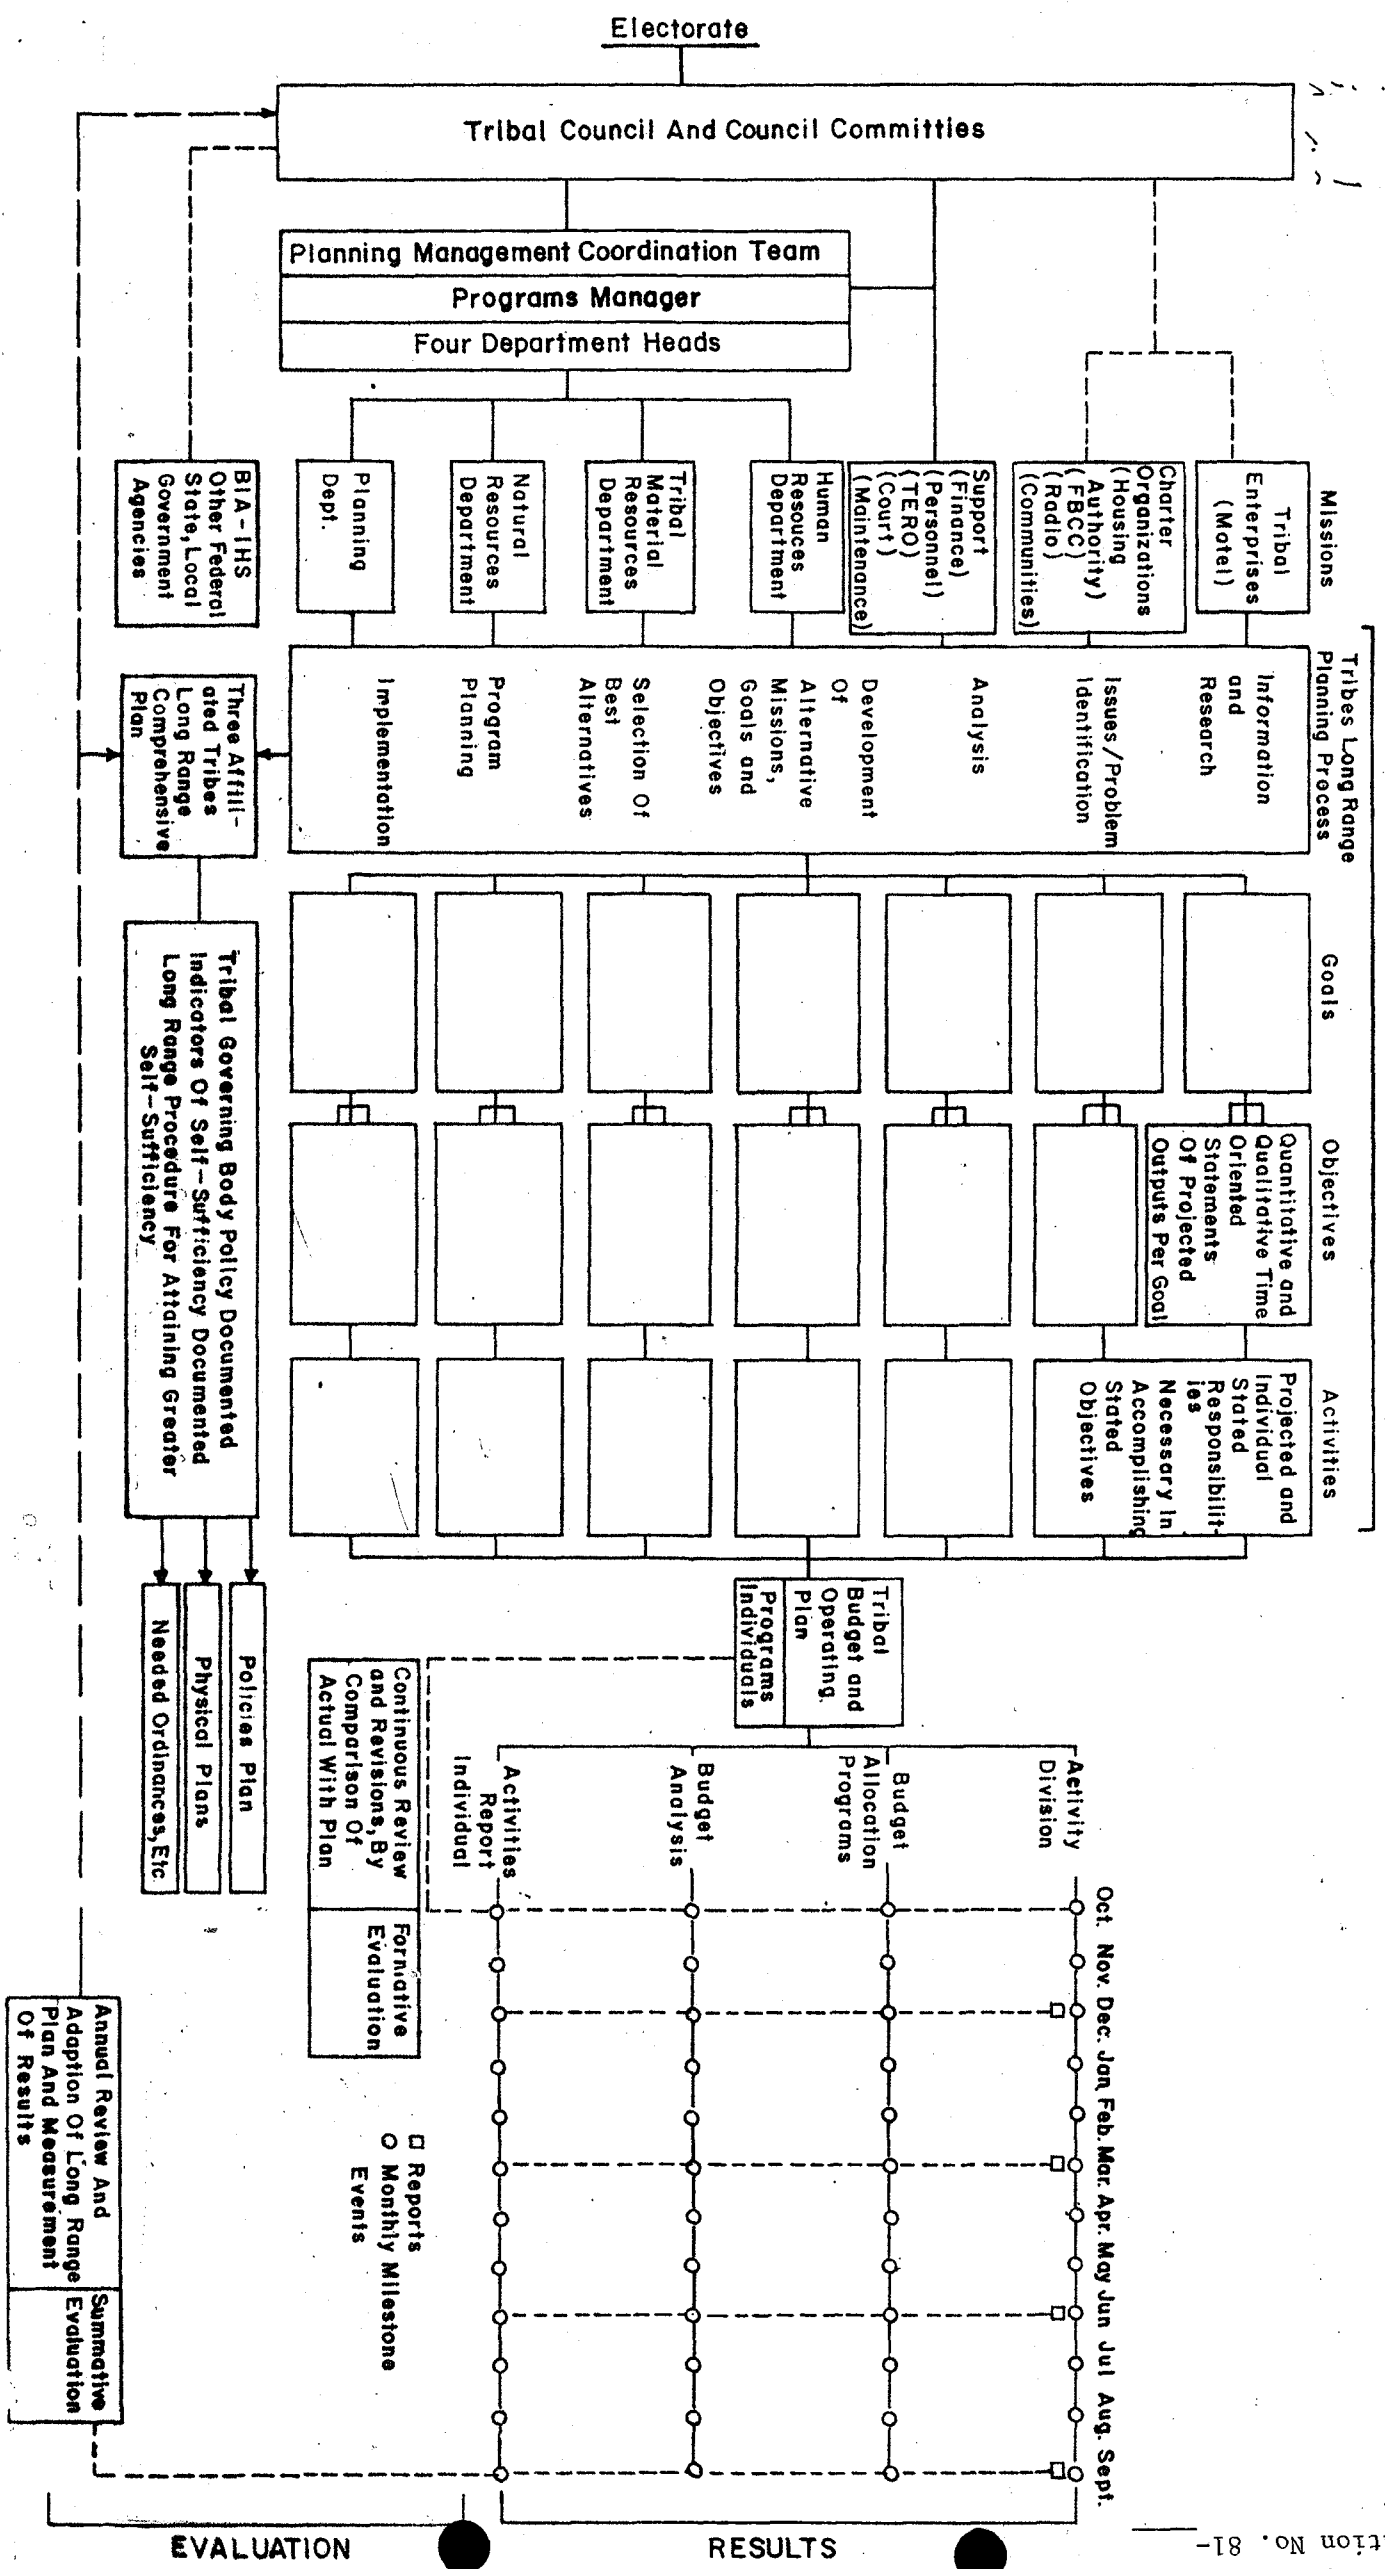 Electorate
Tribal Council And Council Committies
Planning Management Coordination Team
Programs Manager
Four Department Heads
Missions
Tribal
Enterprises
(Motel)
Charter
Organizations
(Housing
Authority)
(FBCC)
(Radio)
(Communities)
Support
(Finance)
(Personnel)
(TERO)
(Court)
(Maintenance)
Human
Resouces
Department
Tribal
Material
Resources
Department
Natural
Resources
Department
Planning
Dept.
BIA-IHS
Other Federal
State, Local
Government
Agencies
Tribes Long Range
Planning Process
Information
and
Research
Issues/Problem
Identification
Analysis
Development
Of
Alternative
Missions,
Goals and
Objectives
Selection Of
Best
Alternatives
Program
Planning
Implementation
Three Affili-
ated Tribes
Long Range
Comprehensive
Plan
Goals
Objectives
Quantitative and
Qualitative Time
Oriented
Statements
Of Projected
Outputs Per Goal
Activities
Projected and
Individual
Stated
Responsibilit-
ies
Necessary In
Accomplishing
Stated
Objectives
Tribal Governing Body Policy Documented
Indicators Of Self-Sufficiency Documented
Long Range Procedure For Attaining Greater
Self-Sufficiency
Policies Plan
Physical Plans
Needed Ordinances, Etc.
Tribal
Budget and
Operating
Plan
Programs
Individuals
Activity
Division
Budget
Allocation
Programs
Budget
Analysis
Activities
Report
Individual
Oct. Nov. Dec. Jan. Feb. Mar. Apr. May Jun Jul Aug. Sept.
Continuous Review
and Revisions, By
Comparison Of
Actual With Plan
Formative
Evaluation
□ Reports
○ Monthly Milestone
Events
Annual Review And
Adaption Of Long Range
Plan And Measurement
Of Results
Summative
Evaluation
EVALUATION
RESULTS
tion No. 81-